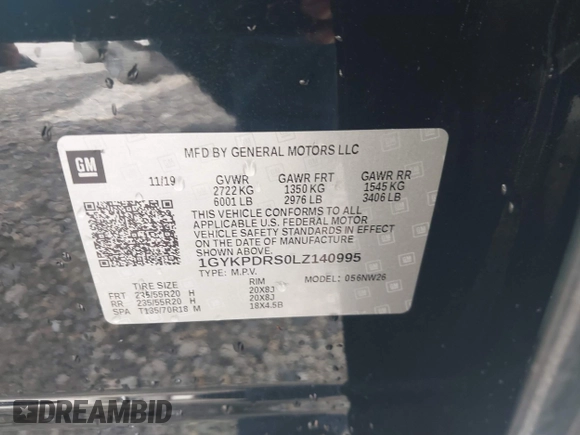 GM
MFD BY GENERAL MOTORS LLC
11/19 GVWR GAWR FRT GAWR RR
2722 KG 1350 KG 1545 KG
6001 LB 2976 LB 3406 LB
THIS VEHICLE CONFORMS TO ALL APPLICABLE
U.S. FEDERAL MOTOR
VEHICLE SAFETY STANDARDS IN EFFECT
ON THE DATE OF MANUFACTURE
SHOWN ABOVE.
1GYKPDRS0LZ140995
TYPE: M.P.V. MODEL: 056NW26
TIRE SIZE RIM
FRT 235/55R20 H 20X8J
RR 235/55R20 H 20X8J
SPA T135/70R18 M 18X4.5B
DREAMBID